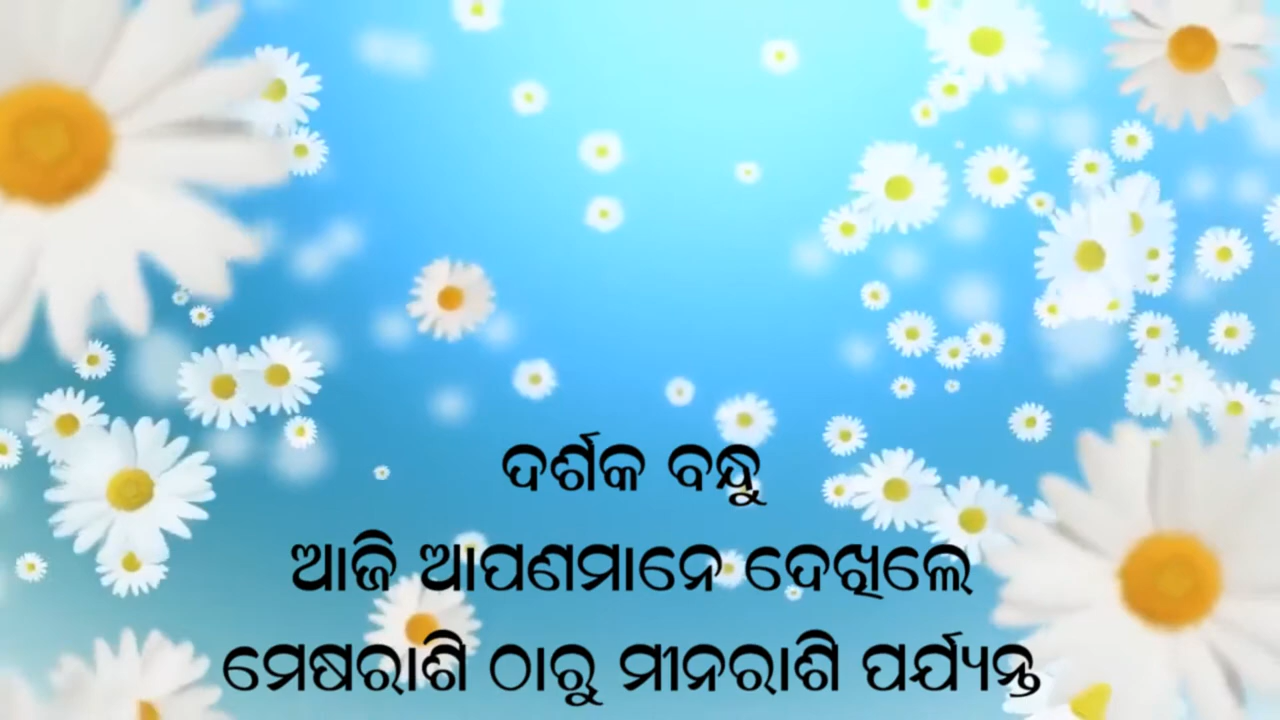 ଦର୍ଶକ ବନ୍ଧୁ
ଆଜି ଆପଣମାନେ ଦେଖିଲେ
ମେଷରାଶି ଠାରୁ ମୀନରାଶି ପର୍ଯ୍ୟନ୍ତ